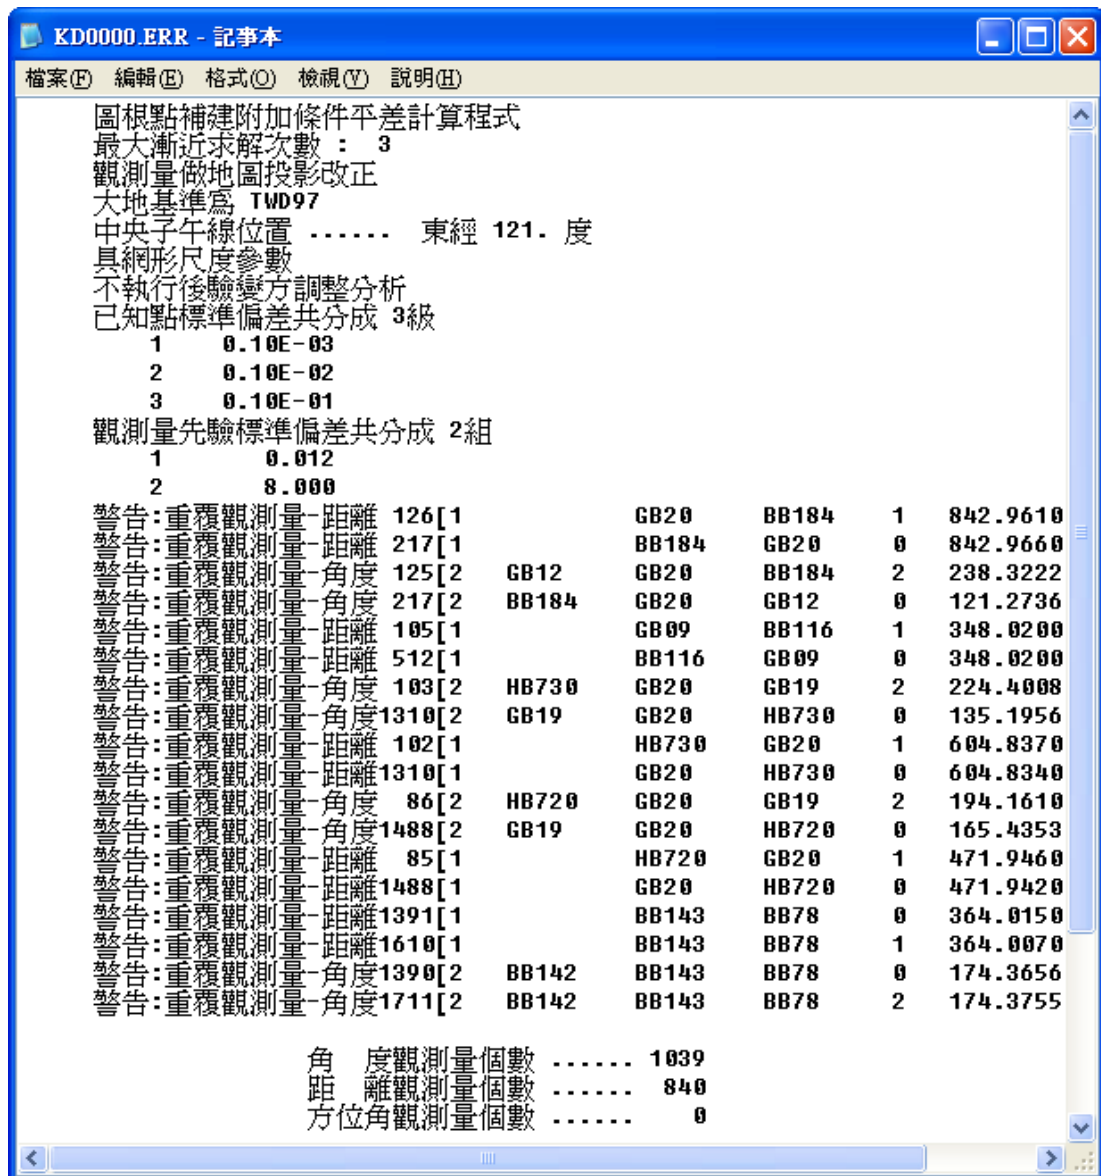 KD0000.ERR - 記事本
檔案(F) 編輯(E) 格式(O) 檢視(V) 說明(H)
圖根點補建附加條件平差計算程式
最大漸近求解次數 : 3
觀測量做地圖投影改正
大地基準為 TWD97
中央子午線位置 ...... 東經 121. 度
具網形尺度參數
不執行後驗變方調整分析
已知點標準偏差共分成 3級
1 0.10E-03
2 0.10E-02
3 0.10E-01
觀測量先驗標準偏差共分成 2組
1 0.012
2 8.000
警告:重覆觀測量-距離 126[1 GB20 BB184 1 842.9610
警告:重覆觀測量-距離 217[1 BB184 GB20 0 842.9660
警告:重覆觀測量-角度 125[2 GB12 GB20 BB184 2 238.3222
警告:重覆觀測量-角度 217[2 BB184 GB20 GB12 0 121.2736
警告:重覆觀測量-距離 105[1 GB09 BB116 1 348.0200
警告:重覆觀測量-距離 512[1 BB116 GB09 0 348.0200
警告:重覆觀測量-角度 103[2 HB730 GB20 GB19 2 224.4008
警告:重覆觀測量-角度1310[2 GB19 GB20 HB730 0 135.1956
警告:重覆觀測量-距離 102[1 HB730 GB20 1 604.8370
警告:重覆觀測量-距離1310[1 GB20 HB730 0 604.8340
警告:重覆觀測量-角度 86[2 HB720 GB20 GB19 2 194.1610
警告:重覆觀測量-角度1488[2 GB19 GB20 HB720 0 165.4353
警告:重覆觀測量-距離 85[1 HB720 GB20 1 471.9460
警告:重覆觀測量-距離1488[1 GB20 HB720 0 471.9420
警告:重覆觀測量-距離1391[1 BB143 BB78 0 364.0150
警告:重覆觀測量-距離1610[1 BB143 BB78 1 364.0070
警告:重覆觀測量-角度1390[2 BB142 BB143 BB78 0 174.3656
警告:重覆觀測量-角度1711[2 BB142 BB143 BB78 2 174.3755
角 度觀測量個數 ...... 1039
距 離觀測量個數 ...... 840
方位角觀測量個數 ...... 0